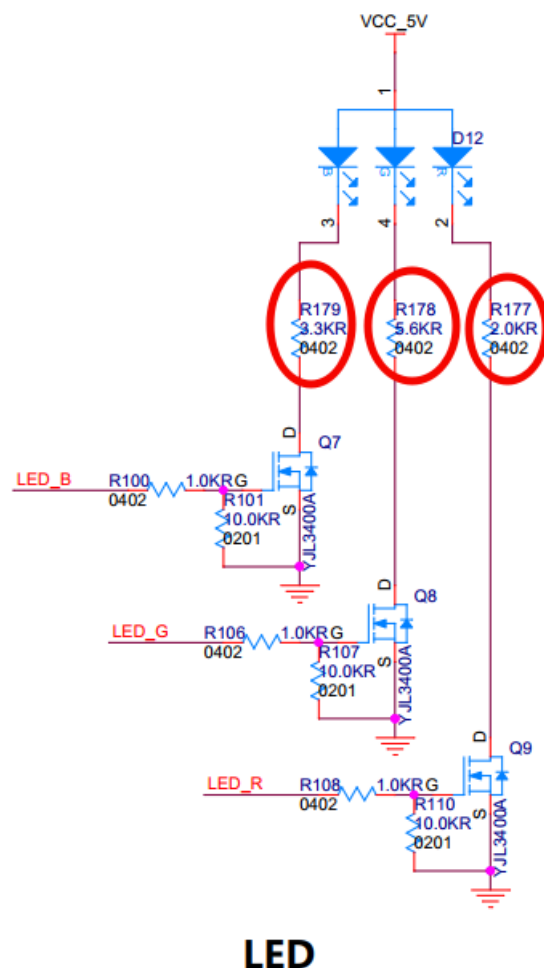 VCC_5V
1
D12
B
G
R
3
4
2
R179
3.3KR
0402
R178
5.6KR
0402
R177
2.0KR
0402
D
Q7
LED_B
R100
1.0KR
G
0402
R101
10.0KR
0201
S
YJL3400A
D
Q8
LED_G
R106
1.0KR
G
0402
R107
10.0KR
0201
S
YJL3400A
D
Q9
LED_R
R108
1.0KR
G
0402
R110
10.0KR
0201
S
YJL3400A
LED